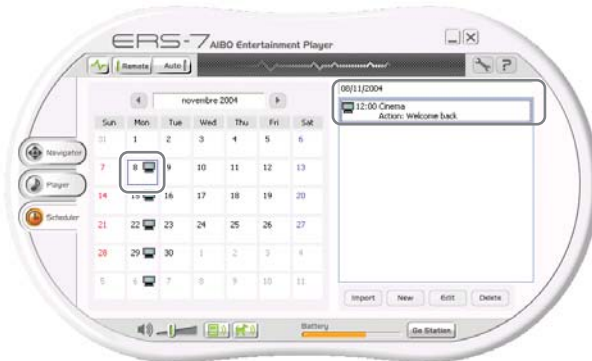 ERS-7 AIBO Entertainment Player
Remote Auto
08/11/2004
novembre 2004
12:00 Cinema
Action: Welcome back
Sun Mon Tue Wed Thu Fri Sat
31 1 2 3 4 5 6
Navigator
7 8 9 10 11 12 13
Player
14 15 16 17 18 19 20
Scheduler
21 22 23 24 25 26 27
28 29 30 1 2 3 4
5 6 7 8 9 10 11
Import New Edit Delete
Battery Go Station